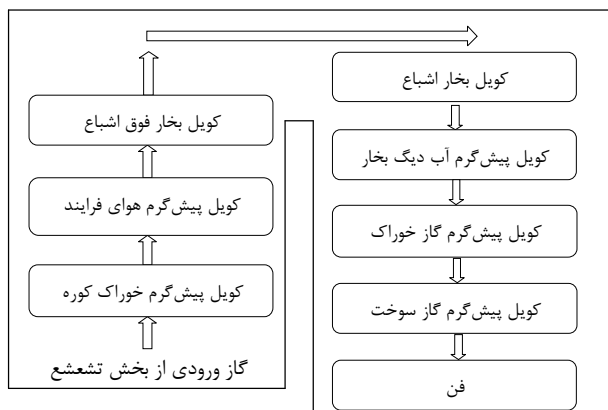 گاز ورودی از بخش تشعشع
کویل پیش‌گرم خوراک کوره
کویل پیش‌گرم هوای فرایند
کویل بخار فوق اشباع
کویل بخار اشباع
کویل پیش‌گرم آب دیگ بخار
کویل پیش‌گرم گاز خوراک
کویل پیش‌گرم گاز سوخت
فن